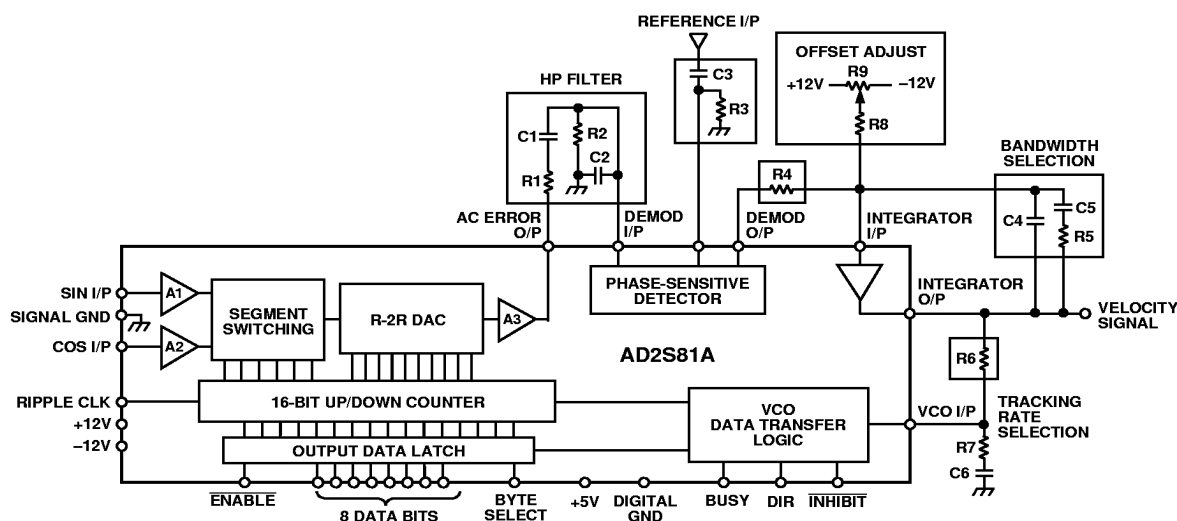 REFERENCE I/P
OFFSET ADJUST
R9
+12V
–12V
R8
HP FILTER
C3
R3
C1
R2
C2
R1
BANDWIDTH
SELECTION
R4
C5
C4
R5
AC ERROR
O/P
DEMOD
I/P
DEMOD
O/P
INTEGRATOR
I/P
SIN I/P
A1
SIGNAL GND
COS I/P
A2
SEGMENT
SWITCHING
R-2R DAC
A3
PHASE-SENSITIVE
DETECTOR
INTEGRATOR
O/P
VELOCITY
SIGNAL
AD2S81A
R6
RIPPLE CLK
+12V
–12V
16-BIT UP/DOWN COUNTER
OUTPUT DATA LATCH
VCO
DATA TRANSFER
LOGIC
VCO I/P
TRACKING
RATE
SELECTION
R7
C6
ENABLE
8 DATA BITS
BYTE
SELECT
+5V
DIGITAL
GND
BUSY
DIR
INHIBIT